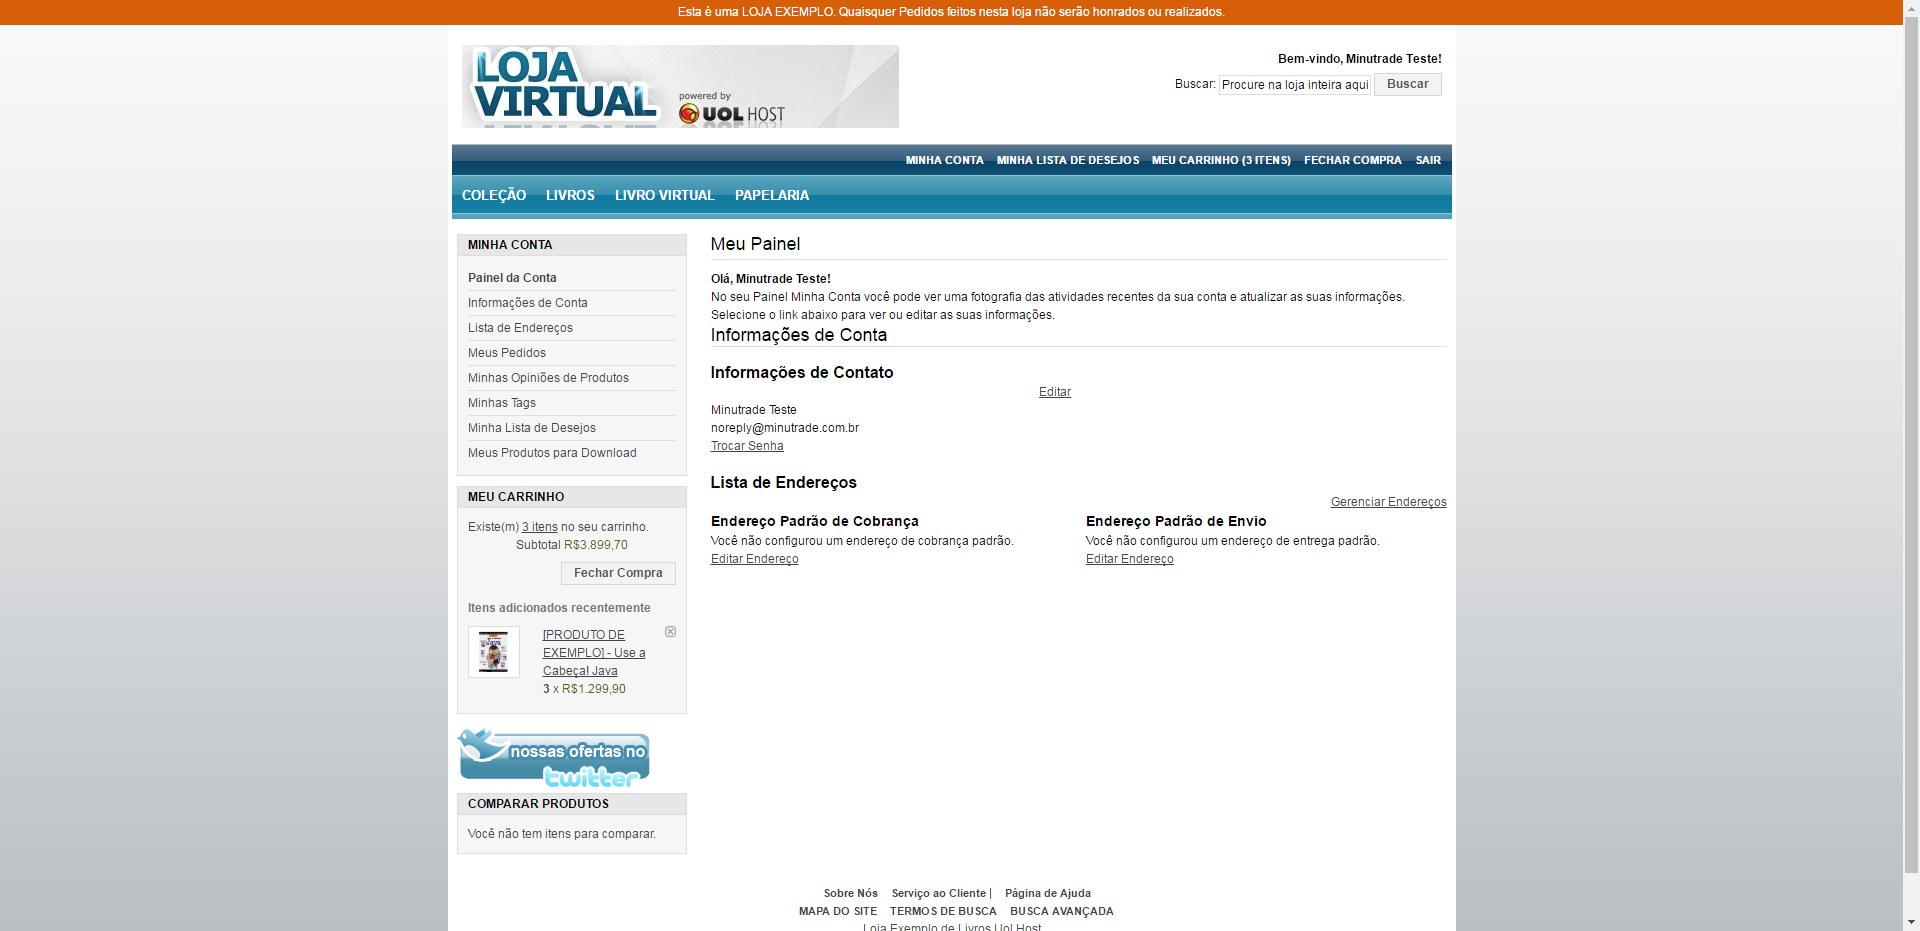 Esta é uma LOJA EXEMPLO. Quaisquer Pedidos feitos nesta loja não serão honrados ou realizados.
LOJA
VIRTUAL
powered by
UOL HOST
Bem-vindo, Minutrade Teste!
Buscar: Procure na loja inteira aqui Buscar
MINHA CONTA MINHA LISTA DE DESEJOS MEU CARRINHO (3 ITENS) FECHAR COMPRA SAIR
COLEÇÃO LIVROS LIVRO VIRTUAL PAPELARIA
MINHA CONTA
Painel da Conta
Informações de Conta
Lista de Endereços
Meus Pedidos
Minhas Opiniões de Produtos
Minhas Tags
Minha Lista de Desejos
Meus Produtos para Download
MEU CARRINHO
Existe(m) 3 itens no seu carrinho.
Subtotal R$3.899,70
Fechar Compra
Itens adicionados recentemente
[PRODUTO DE
EXEMPLO] - Use a
Cabeça! Java
3 x R$1.299,90
nossas ofertas no
twitter
COMPARAR PRODUTOS
Você não tem itens para comparar.
Meu Painel
Olá, Minutrade Teste!
No seu Painel Minha Conta você pode ver uma fotografia das atividades recentes da sua conta e atualizar as suas informações.
Selecione o link abaixo para ver ou editar as suas informações.
Informações de Conta
Informações de Contato
Editar
Minutrade Teste
noreply@minutrade.com.br
Trocar Senha
Lista de Endereços
Gerenciar Endereços
Endereço Padrão de Cobrança
Você não configurou um endereço de cobrança padrão.
Editar Endereço
Endereço Padrão de Envio
Você não configurou um endereço de entrega padrão.
Editar Endereço
Sobre Nós Serviço ao Cliente | Página de Ajuda
MAPA DO SITE TERMOS DE BUSCA BUSCA AVANÇADA
Loja Exemplo de Livros Uol Host